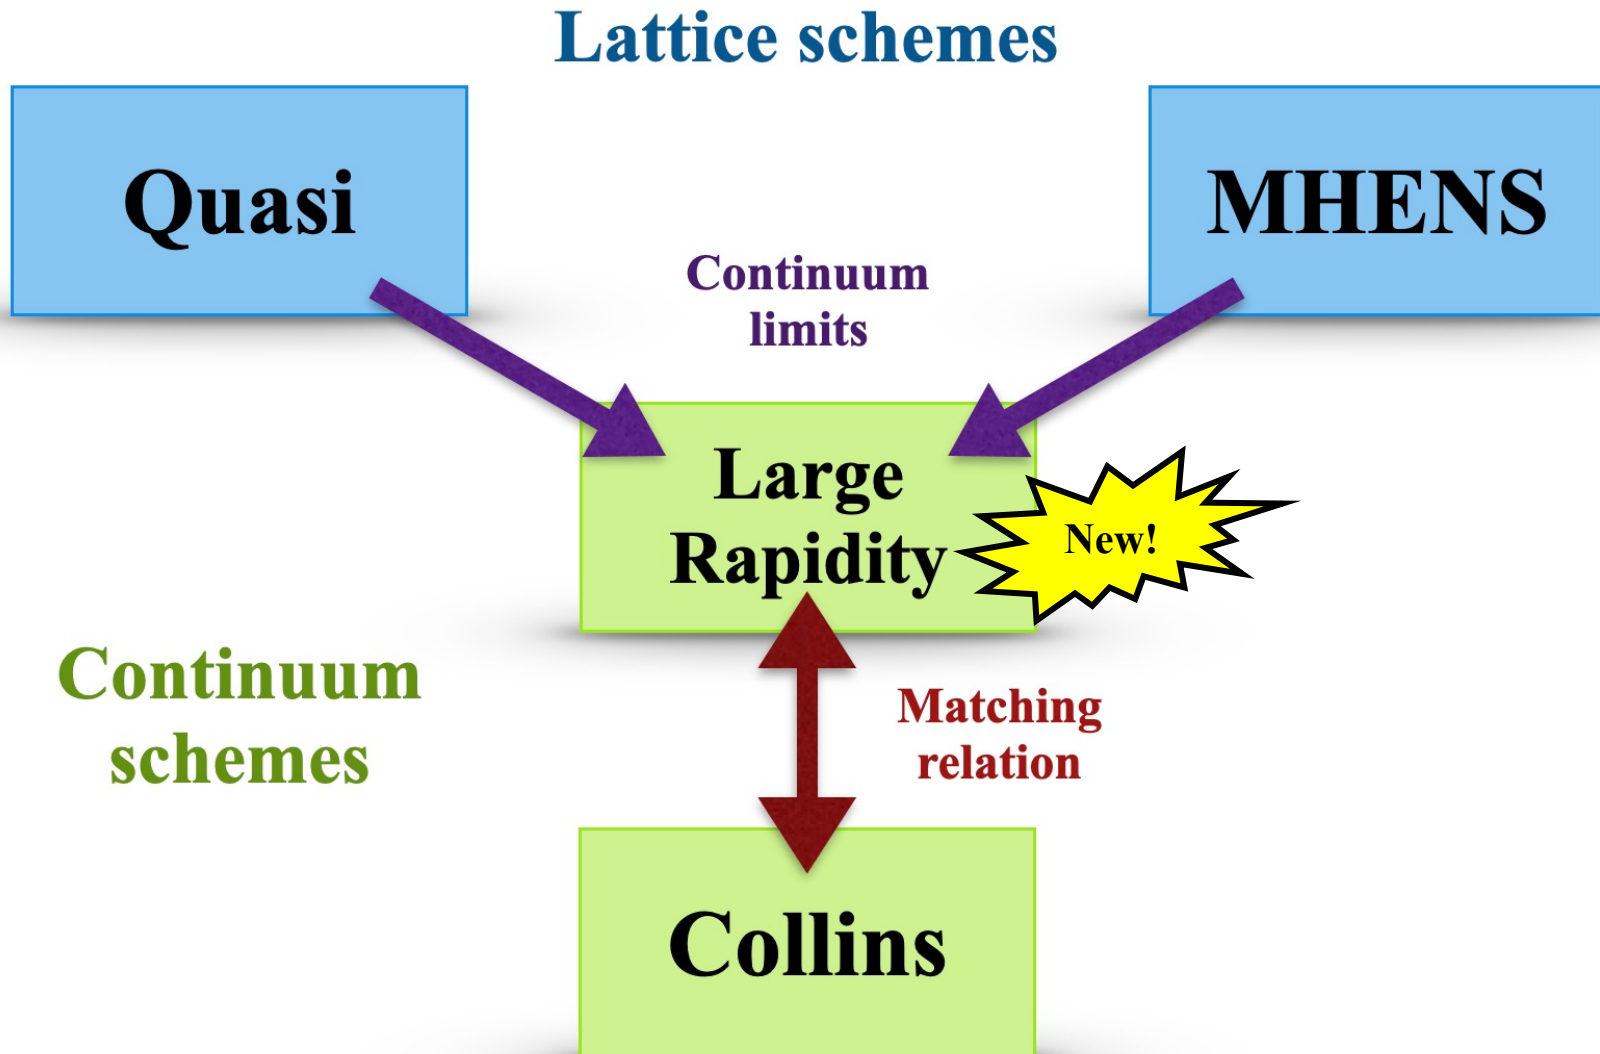 Lattice schemes
Quasi
MHENS
Continuum
limits
Large
Rapidity
New!
Continuum
schemes
Matching
relation
Collins